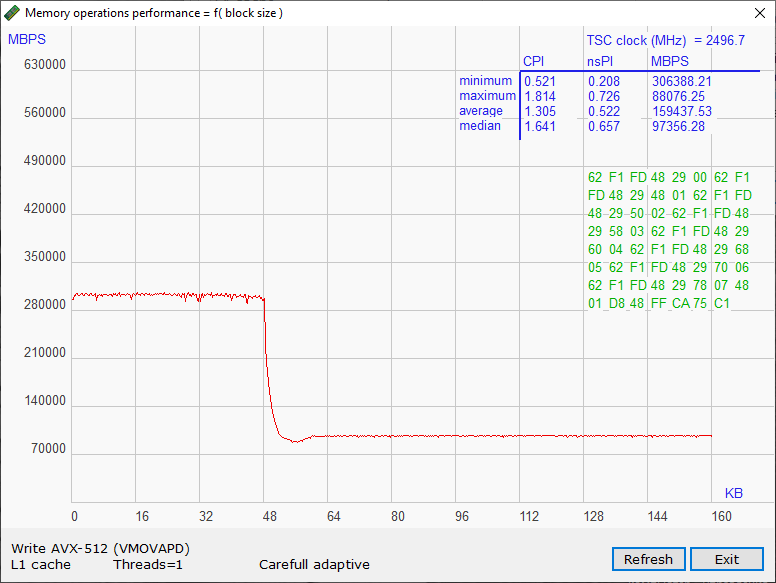 Memory operations performance = f( block size )
MBPS
TSC clock (MHz) = 2496.7
CPI nsPI MBPS
minimum 0.521 0.208 306388.21
maximum 1.814 0.726 88076.25
average 1.305 0.522 159437.53
median 1.641 0.657 97356.28
630000
560000
490000
420000
350000
280000
210000
140000
70000
62 F1 FD 48 29 00 62 F1
FD 48 29 48 01 62 F1 FD
48 29 50 02 62 F1 FD 48
29 58 03 62 F1 FD 48 29
60 04 62 F1 FD 48 29 68
05 62 F1 FD 48 29 70 06
62 F1 FD 48 29 78 07 48
01 D8 48 FF CA 75 C1
KB
0 16 32 48 64 80 96 112 128 144 160
Write AVX-512 (VMOVAPD)
L1 cache Threads=1 Carefull adaptive
Refresh Exit